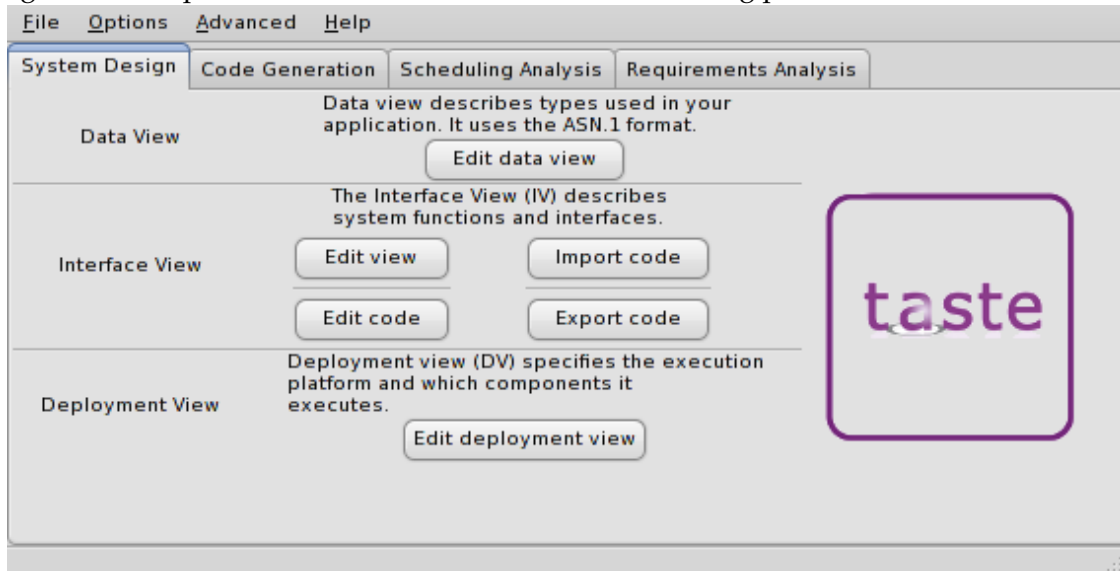 File Options Advanced Help
System Design Code Generation Scheduling Analysis Requirements Analysis
Data view describes types used in your
application. It uses the ASN.1 format.
Data View
Edit data view
The Interface View (IV) describes
system functions and interfaces.
Interface View
Edit view Import code
Edit code Export code
taste
Deployment view (DV) specifies the execution
platform and which components it
executes.
Deployment View
Edit deployment view